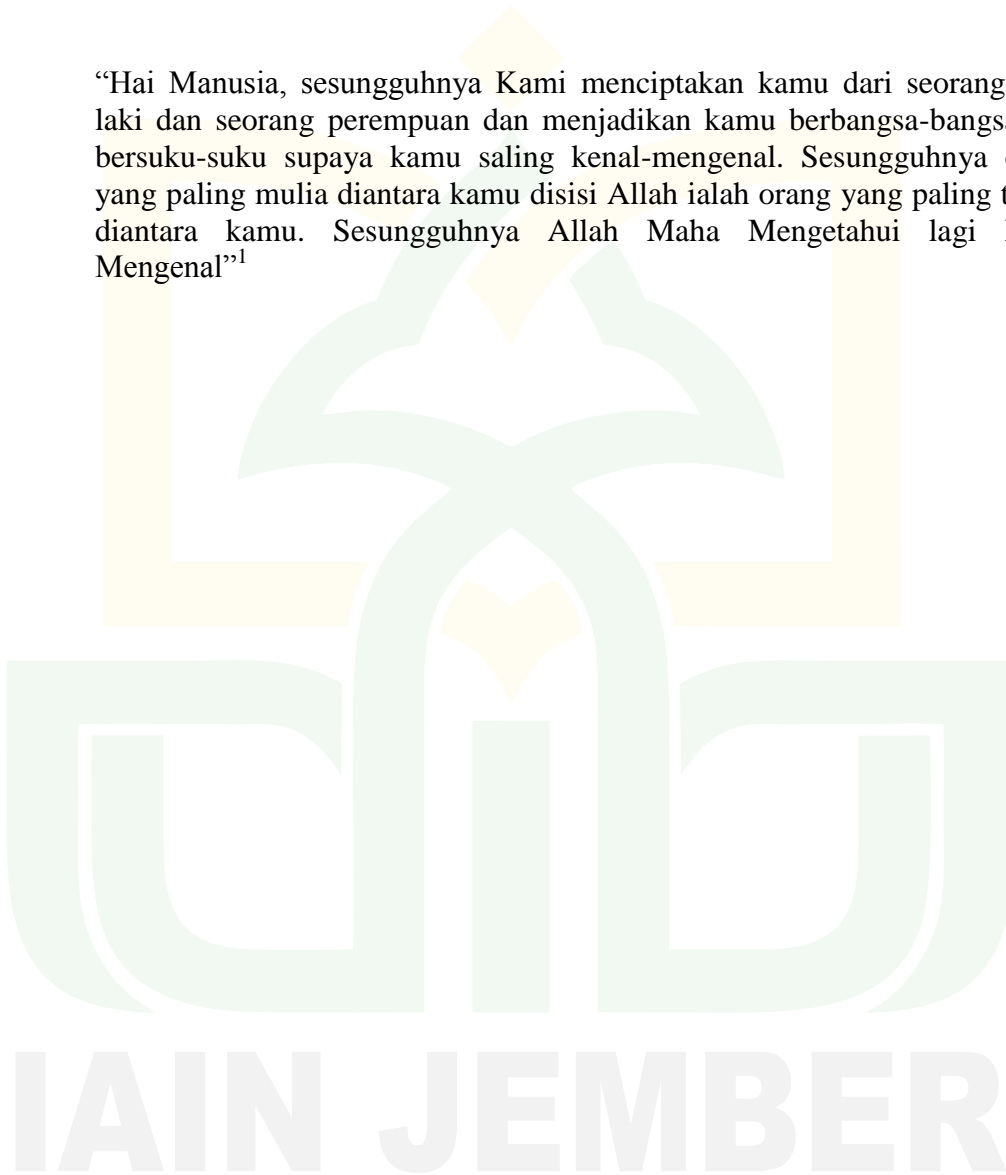 “Hai Manusia, sesungguhnya Kami menciptakan kamu dari seorang
laki dan seorang perempuan dan menjadikan kamu berbangsa-bangsa
bersuku-suku supaya kamu saling kenal-mengenal. Sesungguhnya
yang paling mulia diantara kamu disisi Allah ialah orang yang paling
diantara kamu. Sesungguhnya Allah Maha Mengetahui lagi
Mengenal”¹
IAIN JEMBER